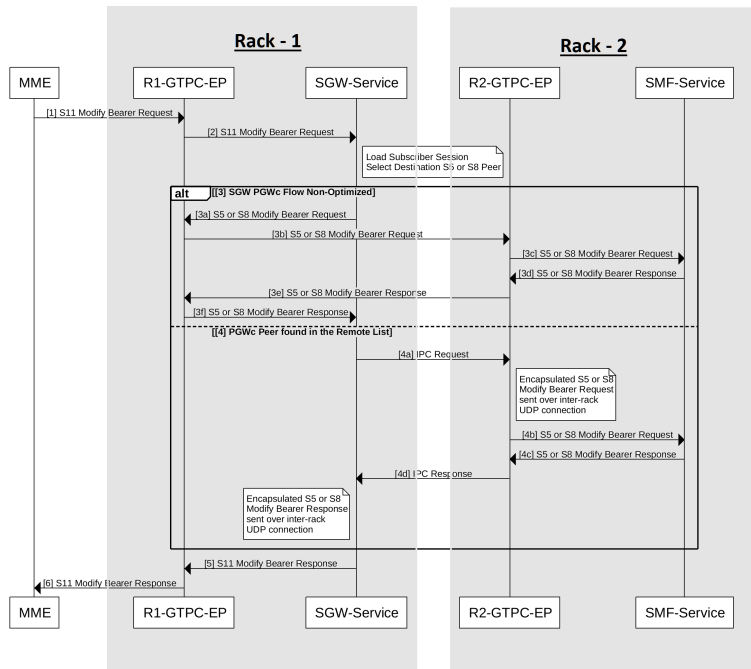 Rack - 1
Rack - 2
MME
R1-GTPC-EP
SGW-Service
R2-GTPC-EP
SMF-Service
[1] S11 Modify Bearer Request
[2] S11 Modify Bearer Request
Load Subscriber Session
Select Destination S5 or S8 Peer
alt
[[3] SGW PGWc Flow Non-Optimized]
[3a] S5 or S8 Modify Bearer Request
[3b] S5 or S8 Modify Bearer Request
[3c] S5 or S8 Modify Bearer Request
[3d] S5 or S8 Modify Bearer Response
[3e] S5 or S8 Modify Bearer Response
[3f] S5 or S8 Modify Bearer Response
[[4] PGWc Peer found in the Remote List]
[4a] IPC Request
Encapsulated S5 or S8
Modify Bearer Request
sent over inter-rack
UDP connection
[4b] S5 or S8 Modify Bearer Request
[4c] S5 or S8 Modify Bearer Response
[4d] IPC Response
Encapsulated S5 or S8
Modify Bearer Response
sent over inter-rack
UDP connection
[5] S11 Modify Bearer Response
[6] S11 Modify Bearer Response
MME
R1-GTPC-EP
SGW-Service
R2-GTPC-EP
SMF-Service